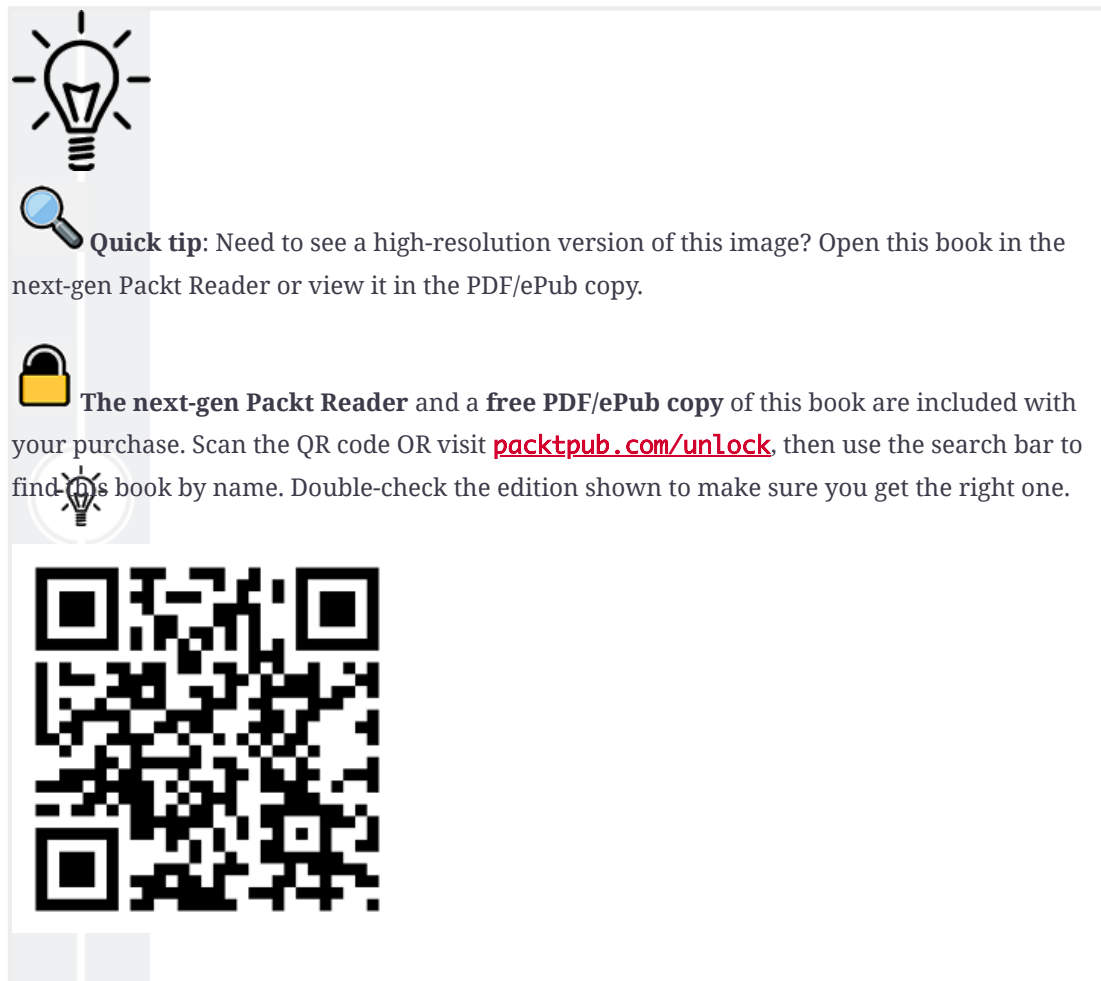 Quick tip: Need to see a high-resolution version of this image? Open this book in the
next-gen Packt Reader or view it in the PDF/ePub copy.
The next-gen Packt Reader and a free PDF/ePub copy of this book are included with
your purchase. Scan the QR code OR visit packtpub.com/unlock, then use the search bar to
find this book by name. Double-check the edition shown to make sure you get the right one.